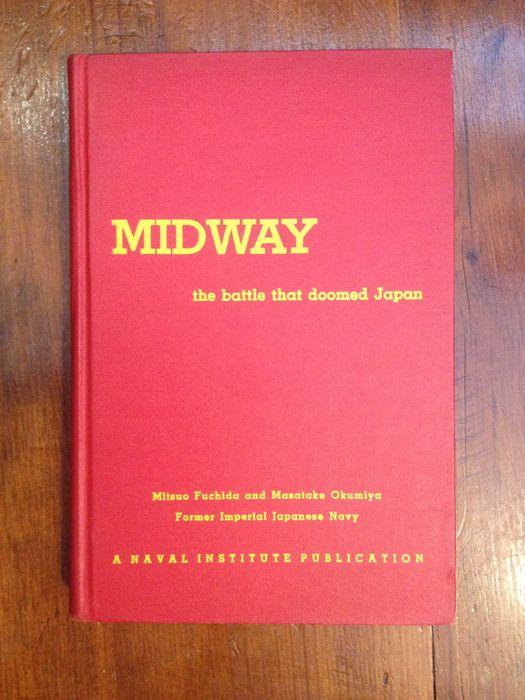 MIDWAY
the battle that doomed Japan
Mitsuo Fuchida and Masatake Okumiya
Former Imperial Japanese Navy
A NAVAL INSTITUTE PUBLICATION